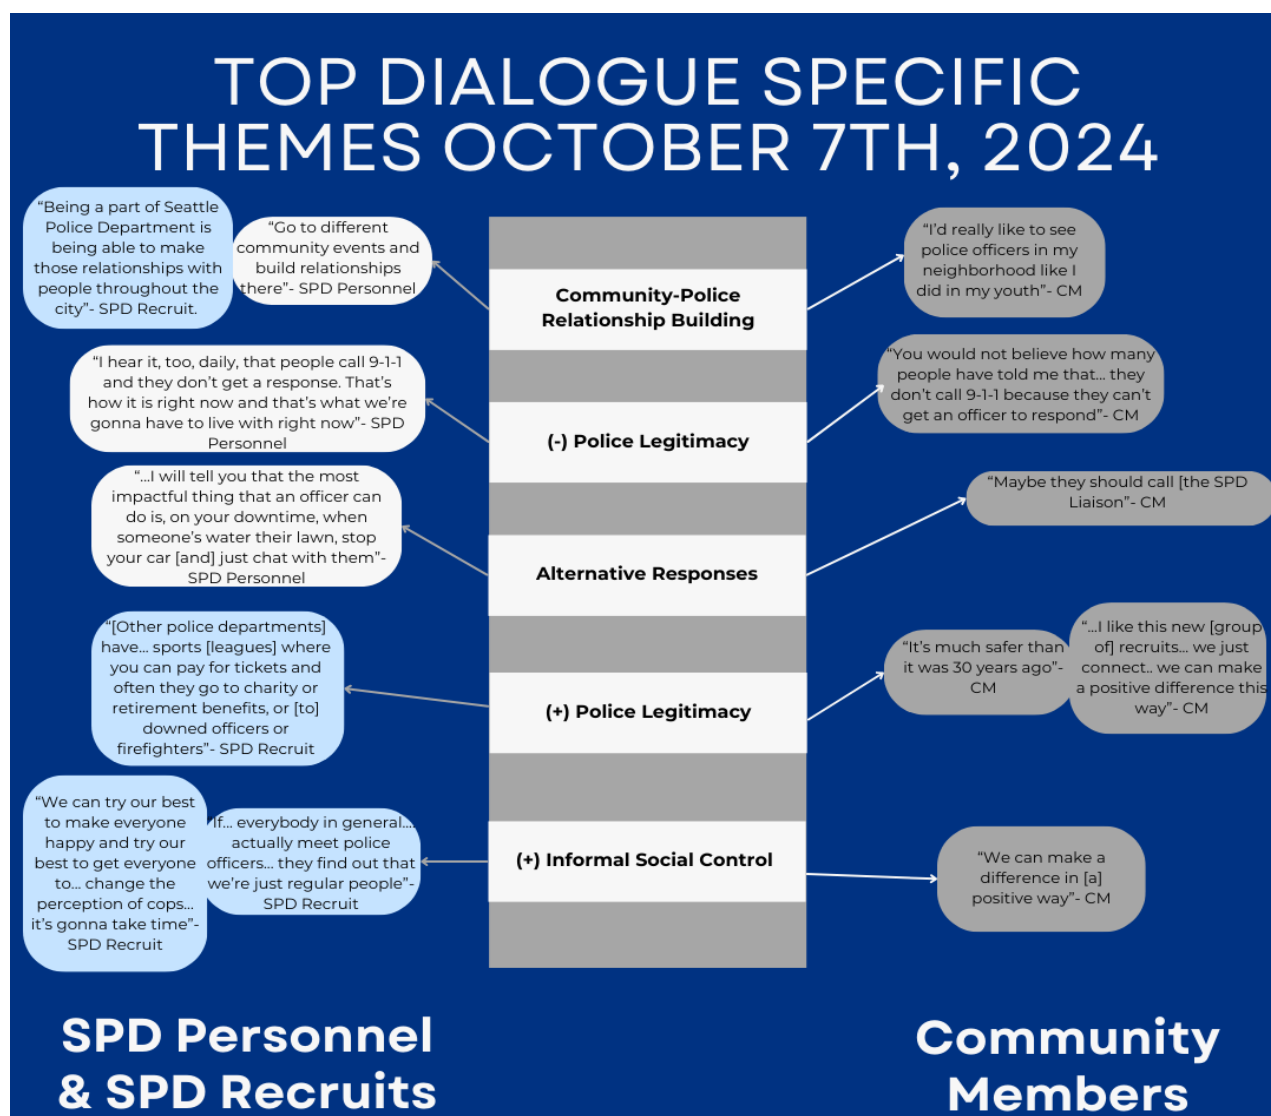 TOP DIALOGUE SPECIFIC
THEMES OCTOBER 7TH, 2024
“Being a part of Seattle
Police Department is
being able to make
those relationships with
people throughout the
city”- SPD Recruit.
“Go to different
community events and
build relationships
there”- SPD Personnel
Community-Police
Relationship Building
“I’d really like to see
police officers in my
neighborhood like I
did in my youth”- CM
“I hear it, too, daily, that people call 9-1-1
and they don’t get a response. That’s
how it is right now and that’s what we’re
gonna have to live with right now”- SPD
Personnel
(-) Police Legitimacy
“You would not believe how many
people have told me that... they
don’t call 9-1-1 because they can’t
get an officer to respond”- CM
“...I will tell you that the most
impactful thing that an officer can
do is, on your downtime, when
someone’s water their lawn, stop
your car [and] just chat with them”-
SPD Personnel
Alternative Responses
“Maybe they should call [the SPD
Liaison”- CM
“[Other police departments]
have... sports [leagues] where
you can pay for tickets and
often they go to charity or
retirement benefits, or [to]
downed officers or
firefighters”- SPD Recruit
(+) Police Legitimacy
“It’s much safer than
it was 30 years ago”-
CM
“...I like this new [group
of] recruits... we just
connect.. we can make
a positive difference this
way”- CM
“We can try our best
to make everyone
happy and try our
best to get everyone
to... change the
perception of cops...
it’s gonna take time”-
SPD Recruit
If... everybody in general....
actually meet police
officers... they find out that
we’re just regular people”-
SPD Recruit
(+) Informal Social Control
“We can make a
difference in [a]
positive way”- CM
SPD Personnel
& SPD Recruits
Community
Members